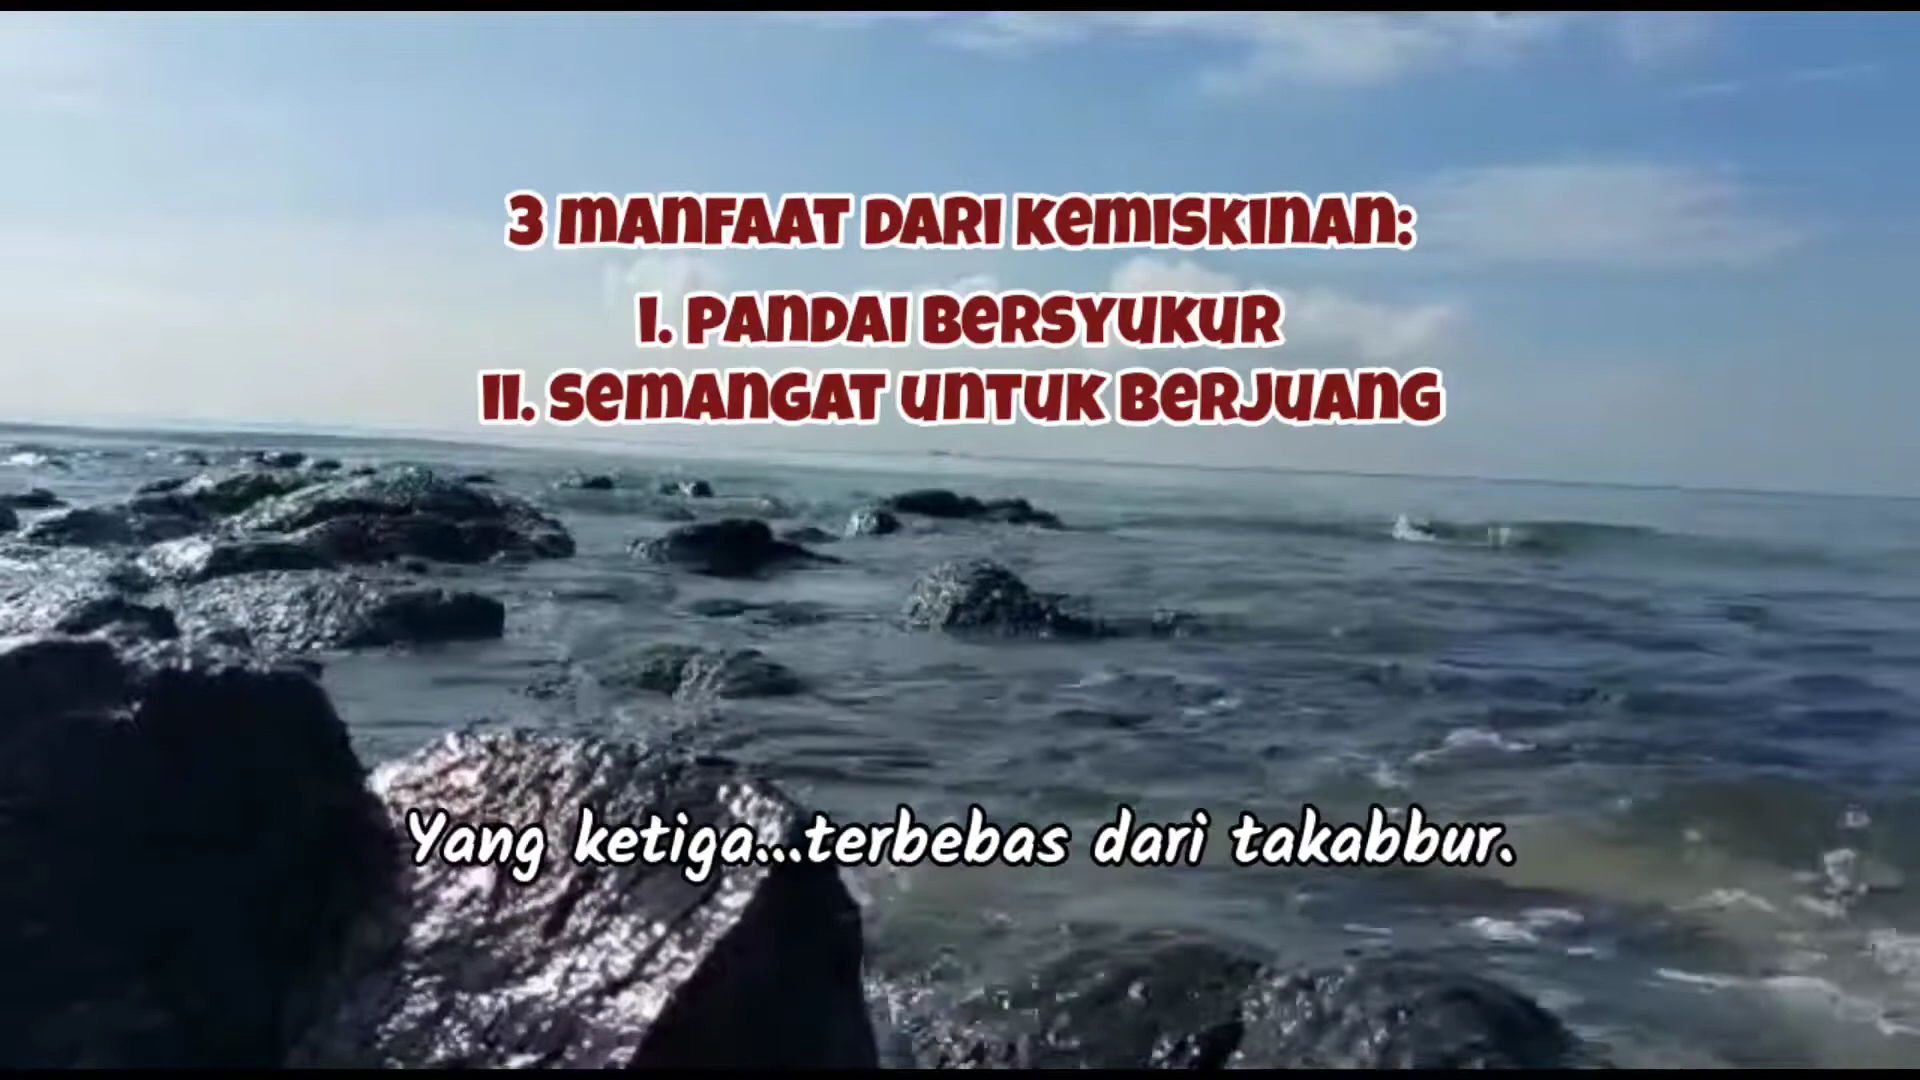 3 manfaat dari kemiskinan:
I. Pandai bersyukur
II. Semangat untuk berjuang
Yang ketiga...terbebas dari takabbur.